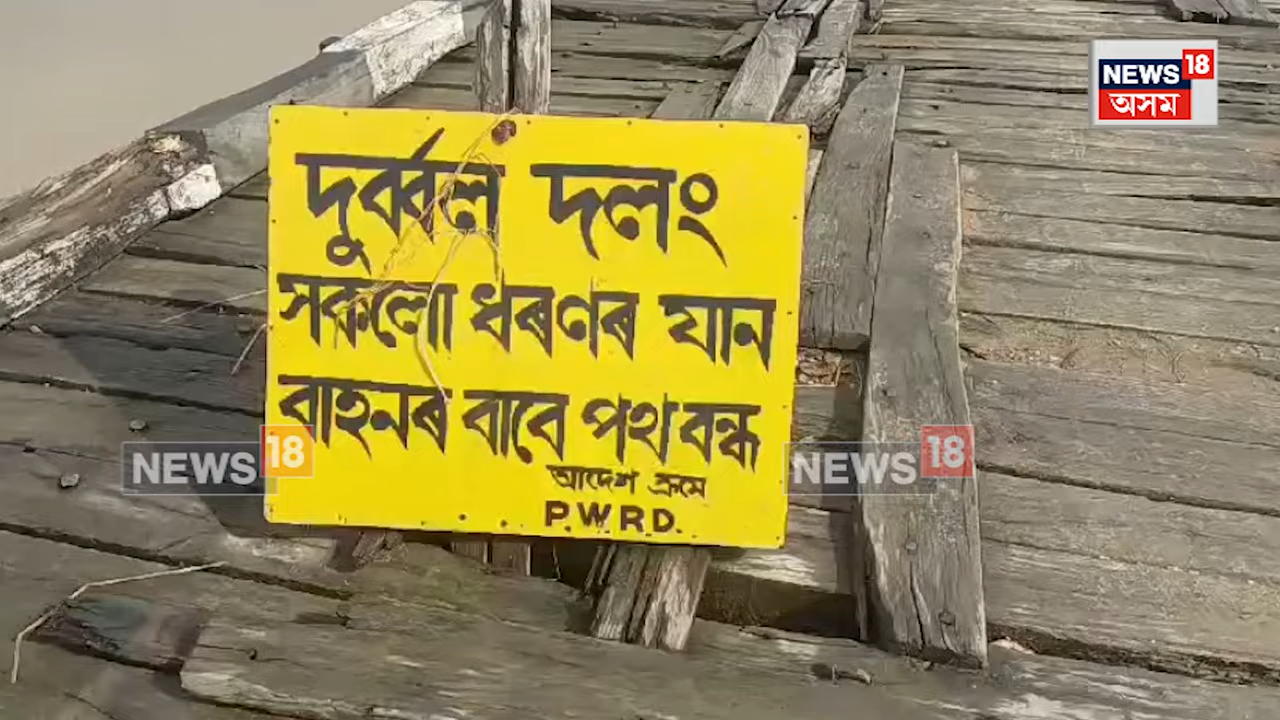 NEWS 18
অসম
দুৰ্ব্বল দলং
সকলো ধৰণৰ যান
বাহনৰ বাবে পথ বন্ধ
আদেশ ক্ৰমে
P.W.R.D.
NEWS 18
NEWS 18